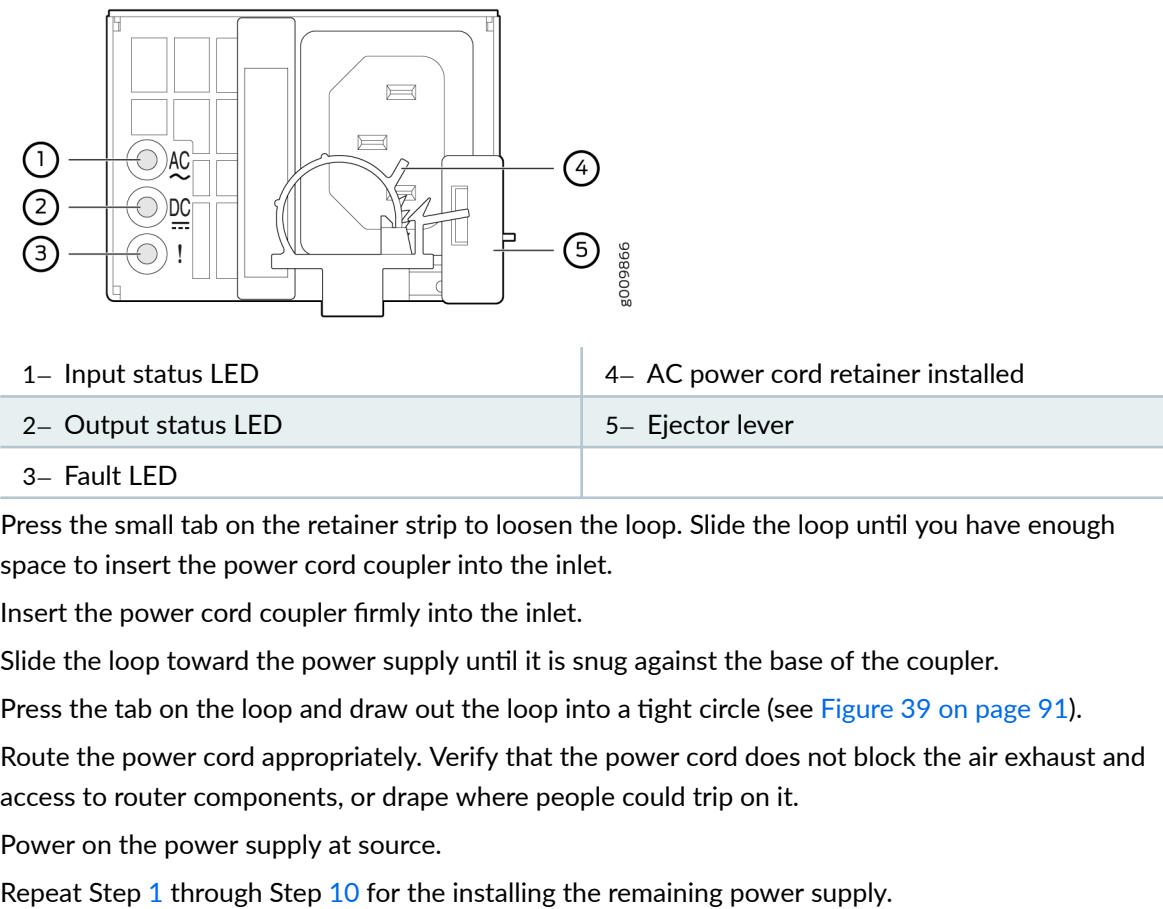 1
AC
2
DC
3
!
4
5
g009866
1– Input status LED
4– AC power cord retainer installed
2– Output status LED
5– Ejector lever
3– Fault LED
Press the small tab on the retainer strip to loosen the loop. Slide the loop until you have enough
space to insert the power cord coupler into the inlet.
Insert the power cord coupler firmly into the inlet.
Slide the loop toward the power supply until it is snug against the base of the coupler.
Press the tab on the loop and draw out the loop into a tight circle (see Figure 39 on page 91).
Route the power cord appropriately. Verify that the power cord does not block the air exhaust and
access to router components, or drape where people could trip on it.
Power on the power supply at source.
Repeat Step 1 through Step 10 for the installing the remaining power supply.